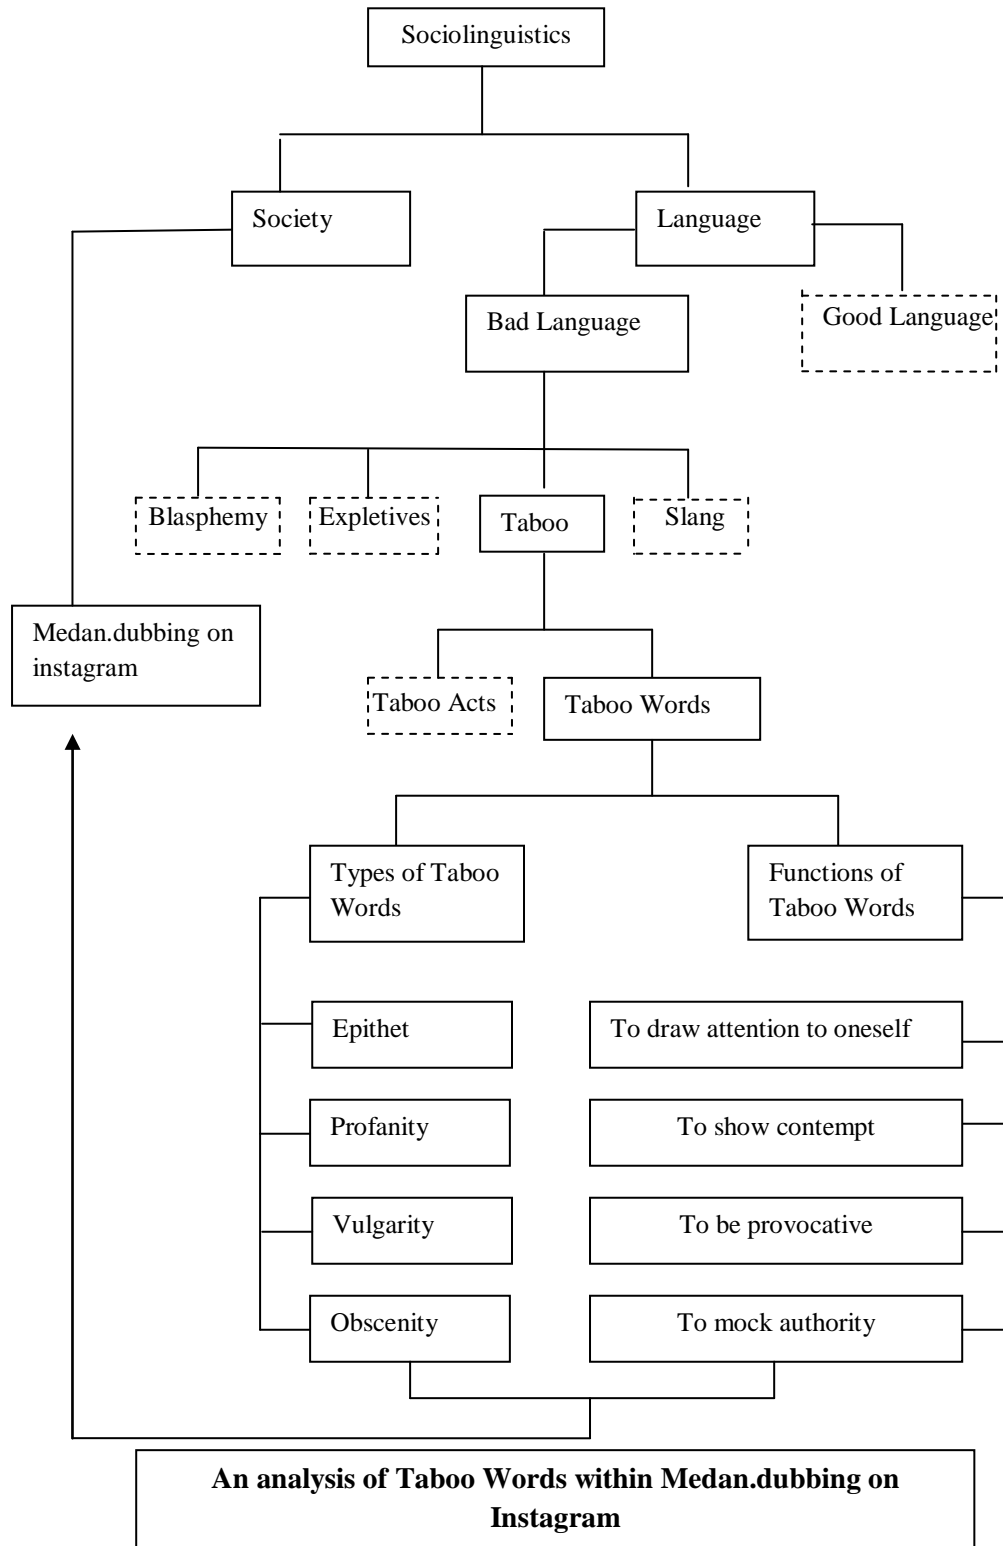 Sociolinguistics
Society
Language
Bad Language
Good Language
Blasphemy
Expletives
Taboo
Slang
Medan.dubbing on
instagram
Taboo Acts
Taboo Words
Types of Taboo
Words
Functions of
Taboo Words
Epithet
To draw attention to oneself
Profanity
To show contempt
Vulgarity
To be provocative
Obscenity
To mock authority
An analysis of Taboo Words within Medan.dubbing on
Instagram